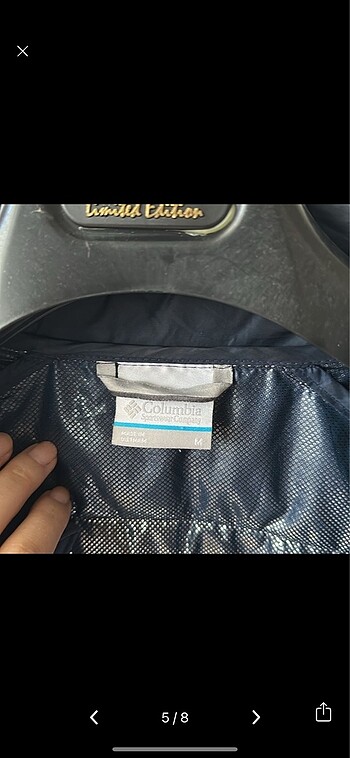 Limited Edition
Columbia
Sportswear Company
MADE IN
VIETNAM
M
5/8